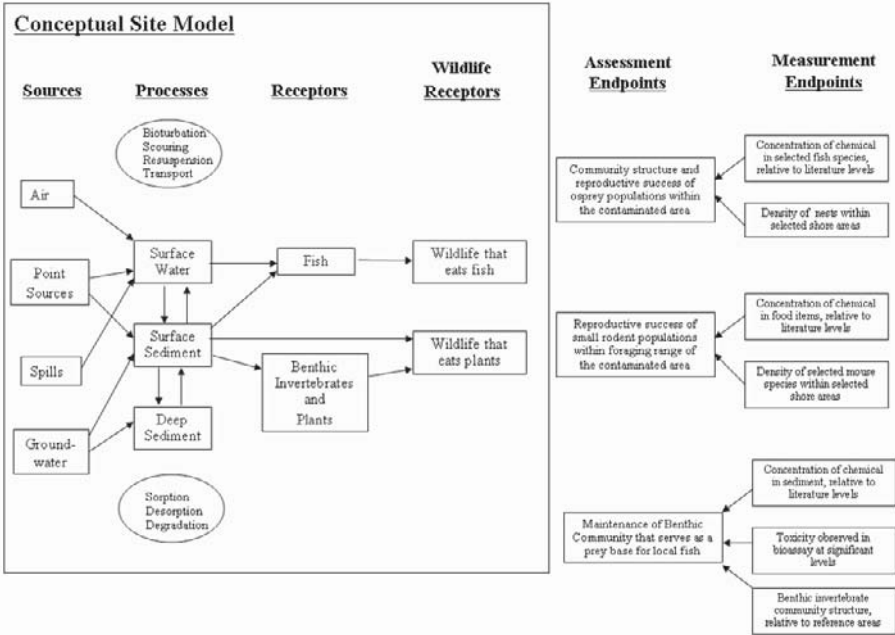 Conceptual Site Model
Sources
Processes
Receptors
Wildlife
Receptors
Assessment
Endpoints
Measurement
Endpoints
Bioturbation
Scouring
Resuspension
Transport
Air
Point
Sources
Spills
Ground-
water
Surface
Water
Surface
Sediment
Deep
Sediment
Sorption
Desorption
Degradation
Fish
Benthic
Invertebrates
and
Plants
Wildlife that
eats fish
Wildlife that
eats plants
Community structure and
reproductive success of
osprey populations within
the contaminated area
Concentration of chemical
in selected fish species,
relative to literature levels
Density of nests within
selected shore areas
Reproductive success of
small rodent populations
within foraging range of
the contaminated area
Concentration of chemical
in food items, relative to
literature levels
Density of selected mouse
species within selected
shore areas
Maintenance of Benthic
Community that serves as a
prey base for local fish
Concentration of chemical
in sediment, relative to
literature levels
Toxicity observed in
bioassay at significant
levels
Benthic invertebrate
community structure,
relative to reference areas